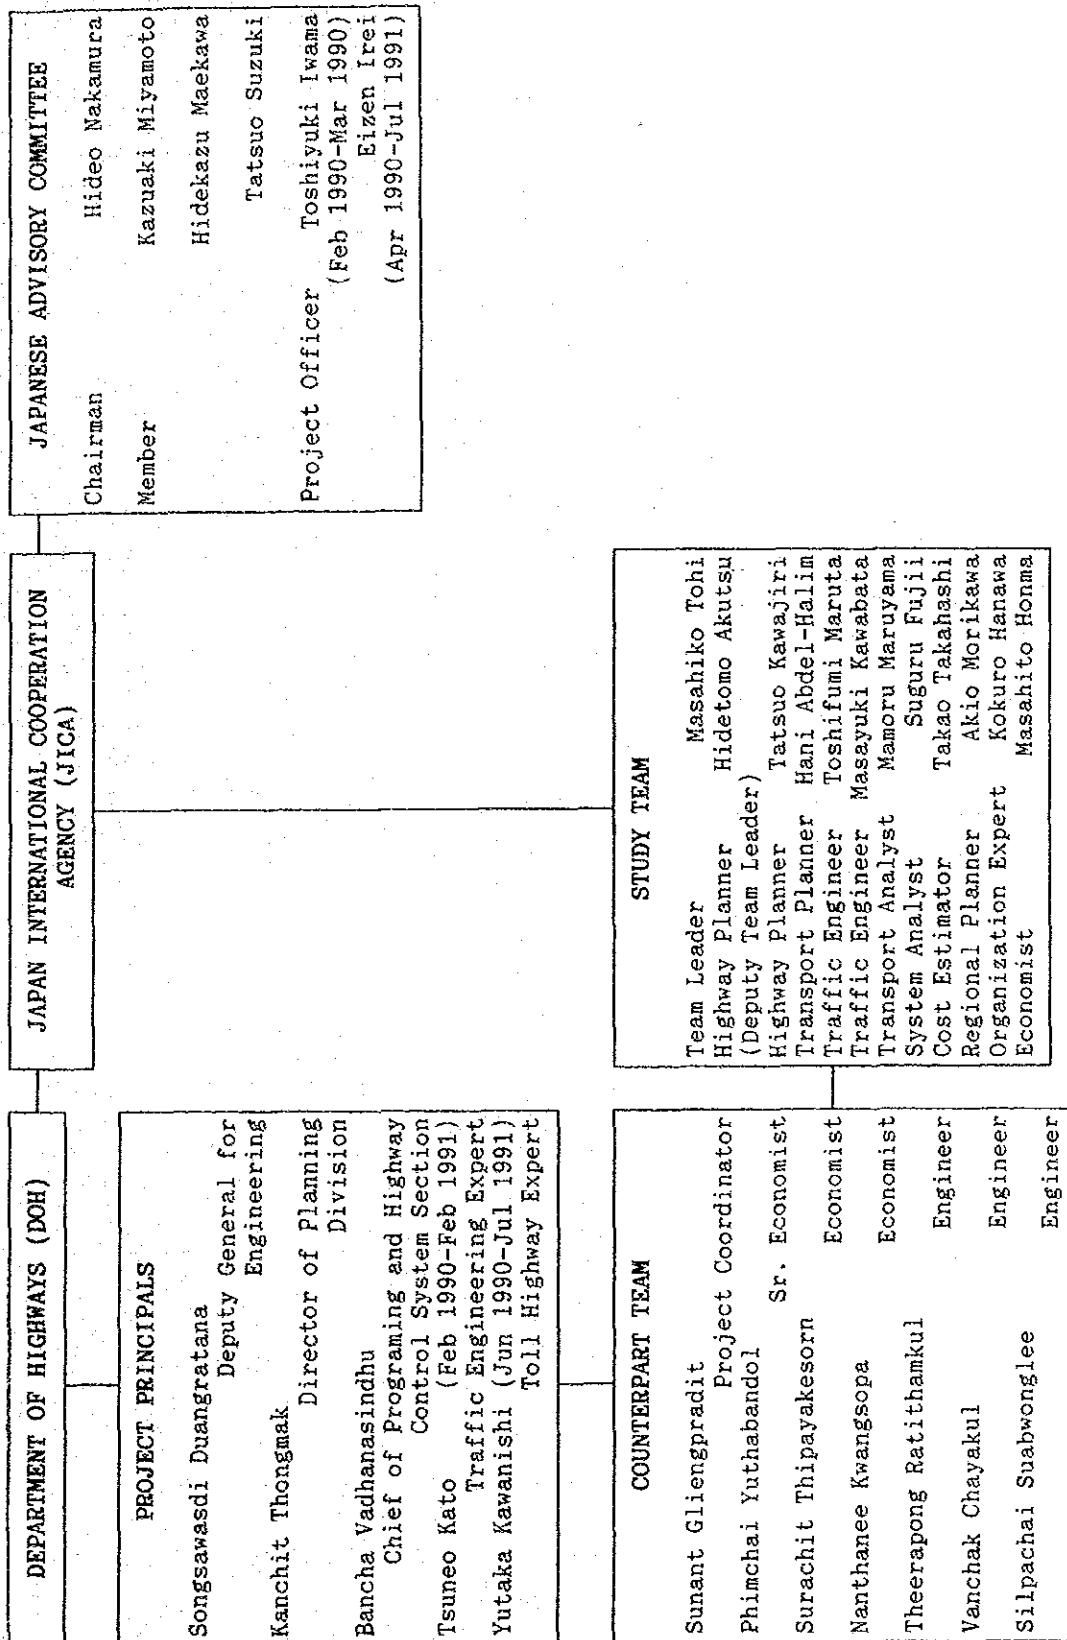 DEPARTMENT OF HIGHWAYS (DOH)
PROJECT PRINCIPALS
Songsawasdi Duangratana
Deputy General for
Engineering
Kanchit Thongmak
Director of Planning
Division
Bancha Vadhanasindhu
Chief of Programing and Highway
Control System Section
Tsuneo Kato (Feb 1990-Feb 1991)
Traffic Engineering Expert
Yutaka Kawanishi (Jun 1990-Jul 1991)
Toll Highway Expert
COUNTERPART TEAM
Sunant Gliengpradit
Project Coordinator
Phimchai Yuthabandol
Sr. Economist
Surachit Thipayakesorn
Economist
Nanthanee Kwangsopa
Economist
Theerapong Ratithamkul
Engineer
Vanchak Chayakul
Engineer
Silpachai Suabwonglee
Engineer
JAPAN INTERNATIONAL COOPERATION
AGENCY (JICA)
STUDY TEAM
Team Leader Masahiko Tohi
Highway Planner Hidetomo Akutsu
(Deputy Team Leader)
Highway Planner Tatsuo Kawajiri
Transport Planner Hani Abdel-Halim
Traffic Engineer Toshifumi Maruta
Traffic Engineer Masayuki Kawabata
Transport Analyst Mamoru Maruyama
System Analyst Suguru Fujii
Cost Estimator Takao Takahashi
Regional Planner Akio Morikawa
Organization Expert Kokuro Hanawa
Economist Masahito Honma
JAPANESE ADVISORY COMMITTEE
Chairman Hideo Nakamura
Member Kazuaki Miyamoto
Hidekazu Maekawa
Tatsuo Suzuki
Project Officer Toshiyuki Iwama
(Feb 1990-Mar 1990)
Eizen Irei
(Apr 1990-Jul 1991)